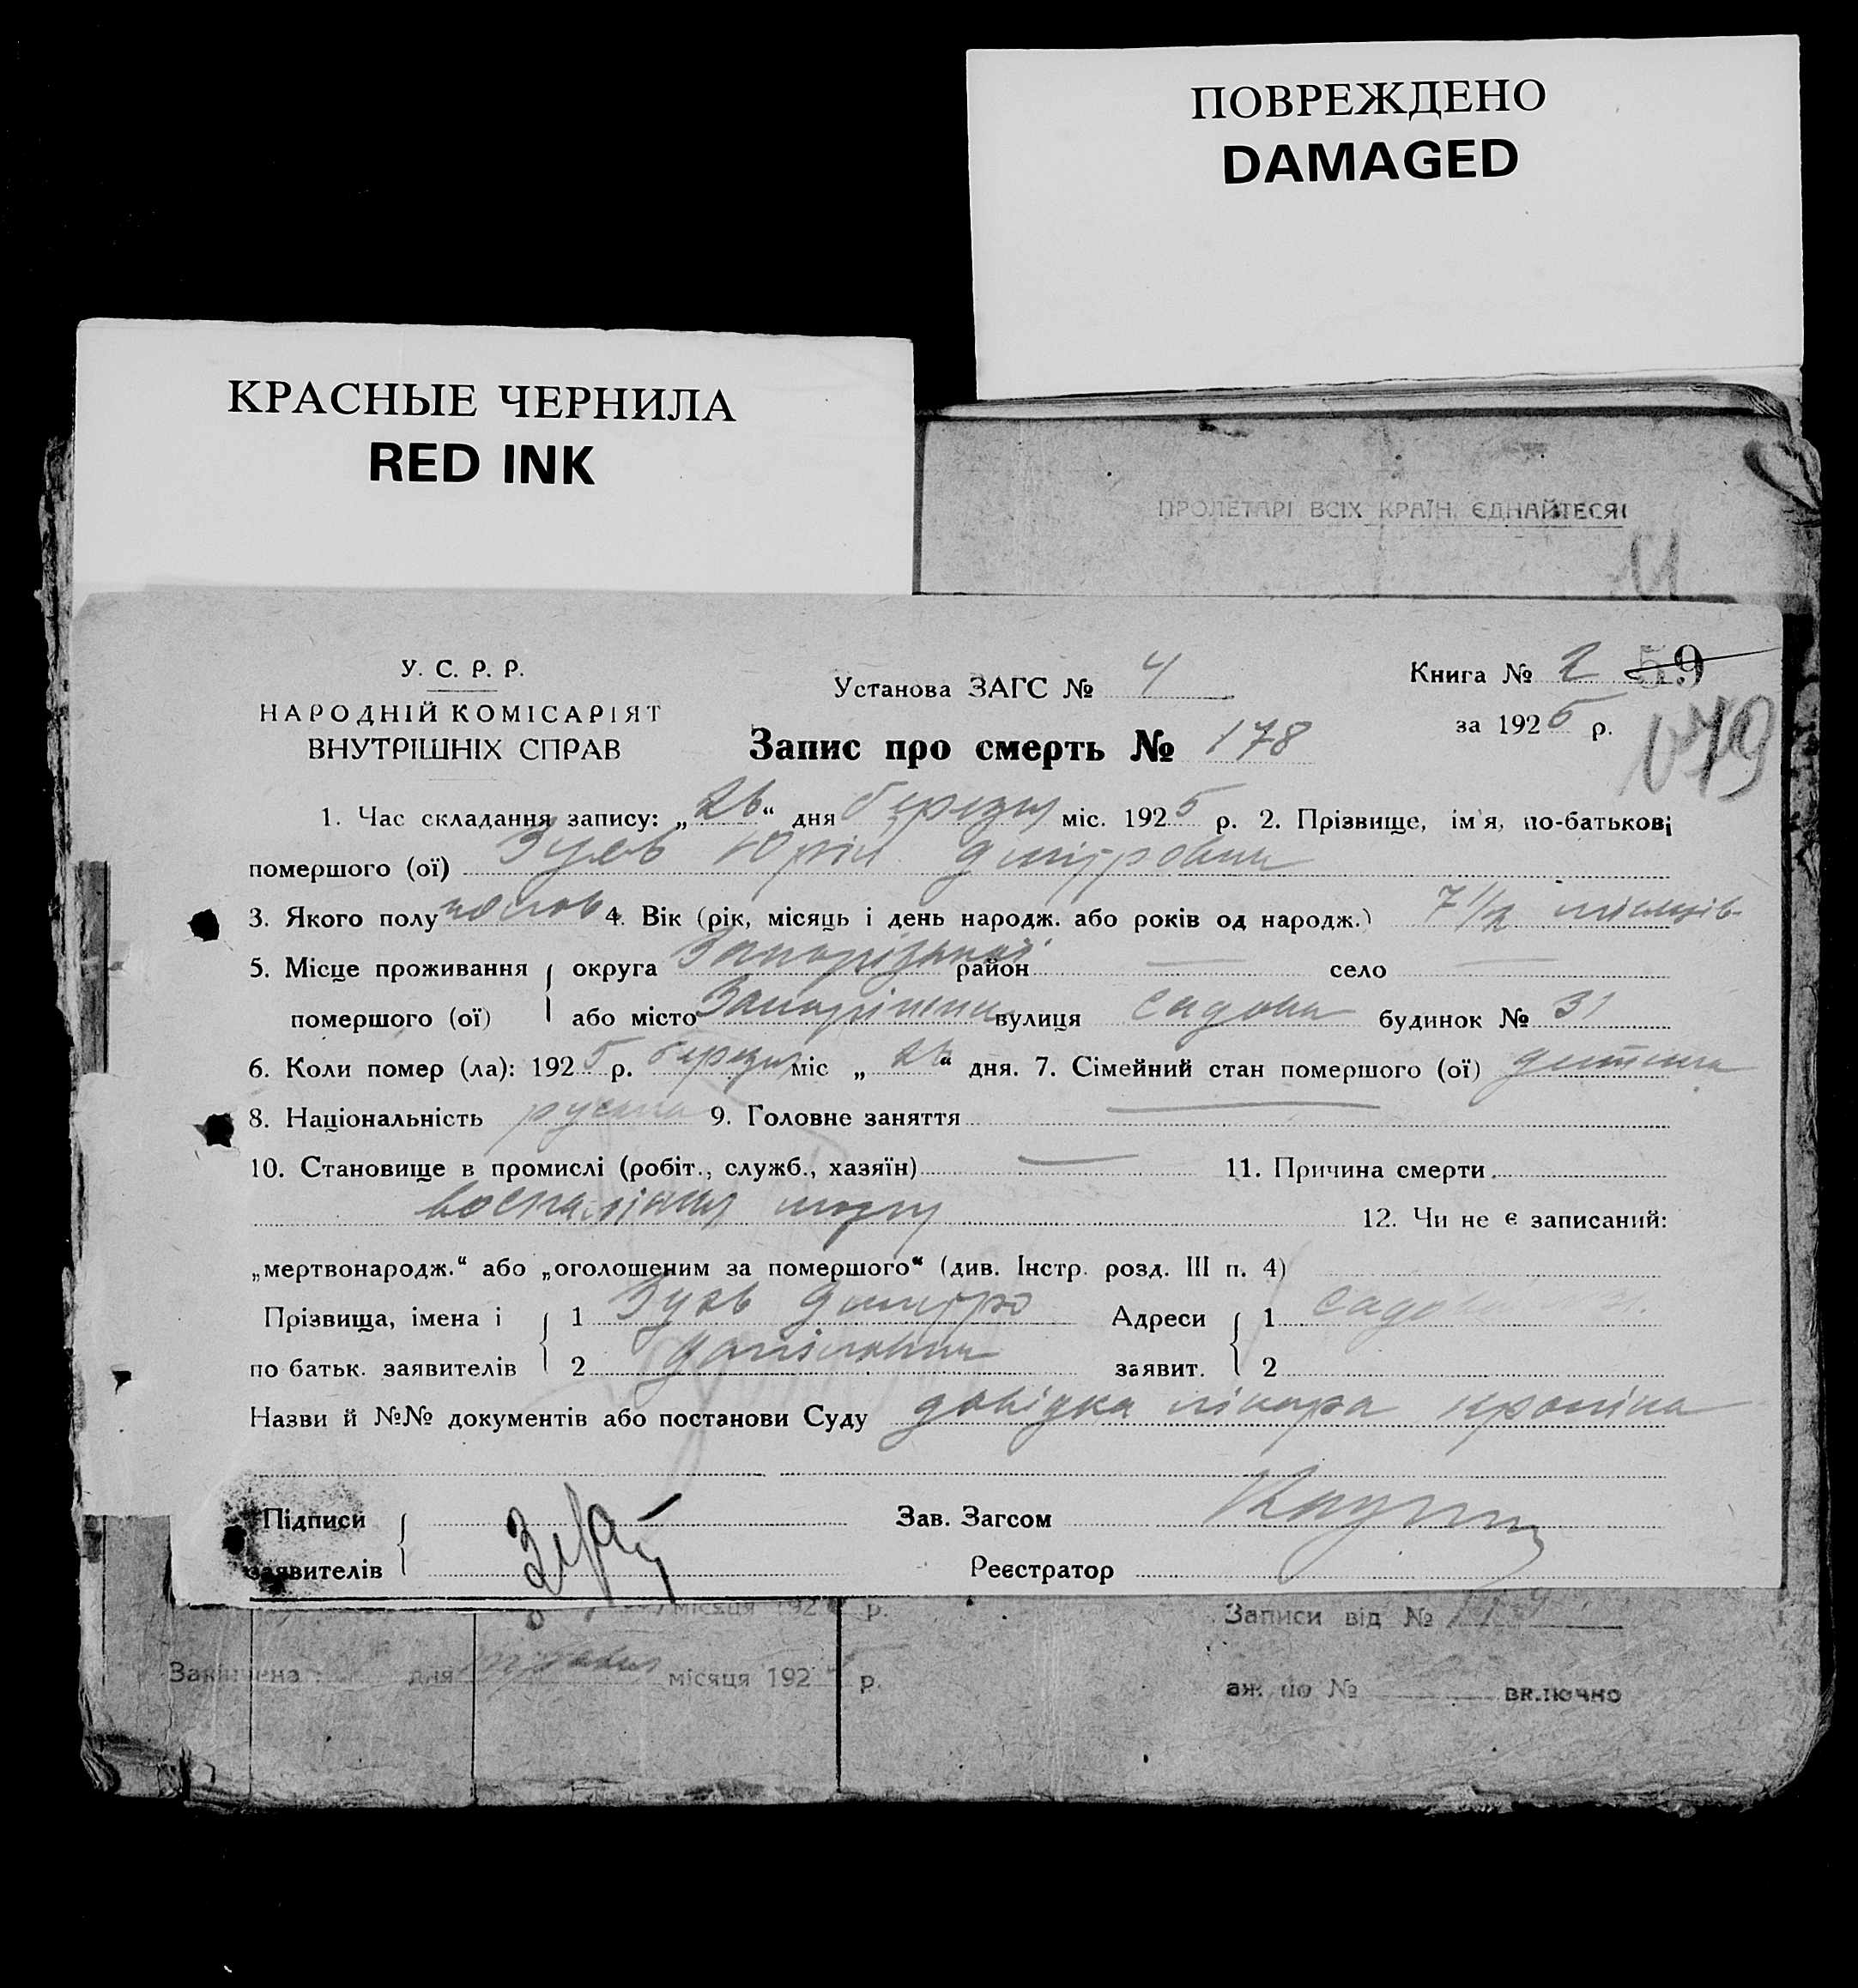 ПОВРЕЖДЕНО
DAMAGED
КРАСНЫЕ ЧЕРНИЛА
RED INK
ПРОЛЕТАРІ ВСІХ КРАЇН, ЄДНАЙТЕСЯ!
У. С. Р. Р.
НАРОДНІЙ КОМІСАРІЯТ
ВНУТРІШНІХ СПРАВ
Установа ЗАГС № 4
Запис про смерть № 178
Книга № 2 59
за 1925 р.
1. Час складання запису: „26“ дня березня міс. 1925 р. 2. Прізвище, ім'я, по-батькові
помершого (ої) Зуев Юрій Дмітрович
3. Якого полу 4. Вік (рік, місяць і день народж. або років од народж.) 7 1/2 місяців
5. Місце проживання округа Запорізької район — село —
помершого (ої) або місто Запоріжжя вулиця Садова будинок № 31
6. Коли помер (ла): 1925 р. березня міс „26“ дня. 7. Сімейний стан помершого (ої) дитина
8. Національність 9. Головне заняття —
10. Становище в промислі (робіт., служб., хазяїн) — 11. Причина смерти
12. Чи не є записаний:
„мертвонародж.“ або „оголошеним за помершого“ (див. Інстр. розд. III п. 4)
Прізвища, імена і 1 Дмитро Адреси 1 Садова 31.
по батьк. заявителів 2 заявит. 2
Назви й №№ документів або постанови Суду довідка лікаря
Підписи Зав. Загсом
заявителів Реєстратор
місяця 192 р. Записи від №
Закінчена дня місяця 192 р. аж по № включно